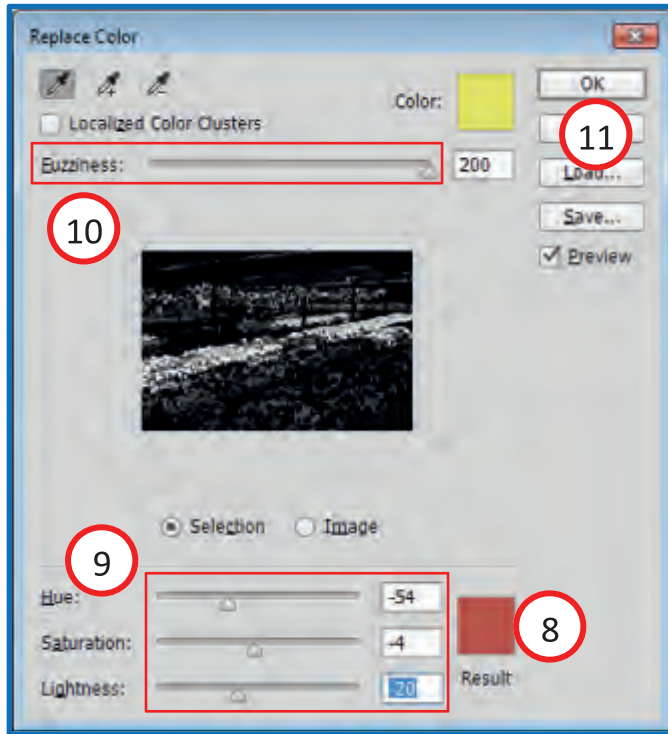 Replace Color
OK
Color:
Localized Color Clusters
11
Fuzziness:
200
Load...
10
Save...
Preview
Selection
Image
9
Hue:
-54
8
Saturation:
-4
Lightness:
-20
Result